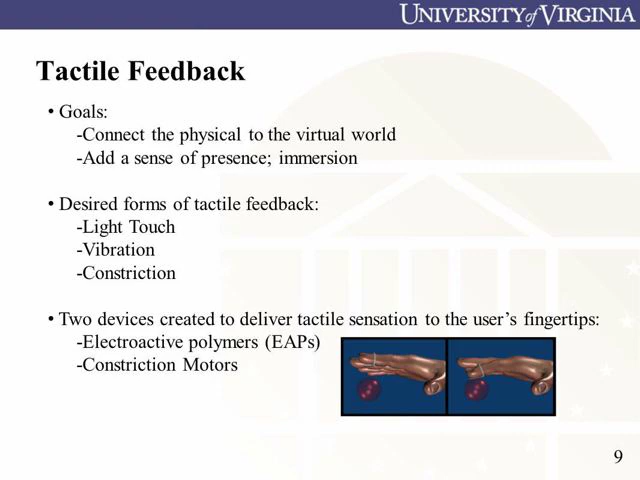 UNIVERSITY of VIRGINIA
Tactile Feedback
• Goals:
-Connect the physical to the virtual world
-Add a sense of presence; immersion
• Desired forms of tactile feedback:
-Light Touch
-Vibration
-Constriction
• Two devices created to deliver tactile sensation to the user’s fingertips:
-Electroactive polymers (EAPs)
-Constriction Motors
9